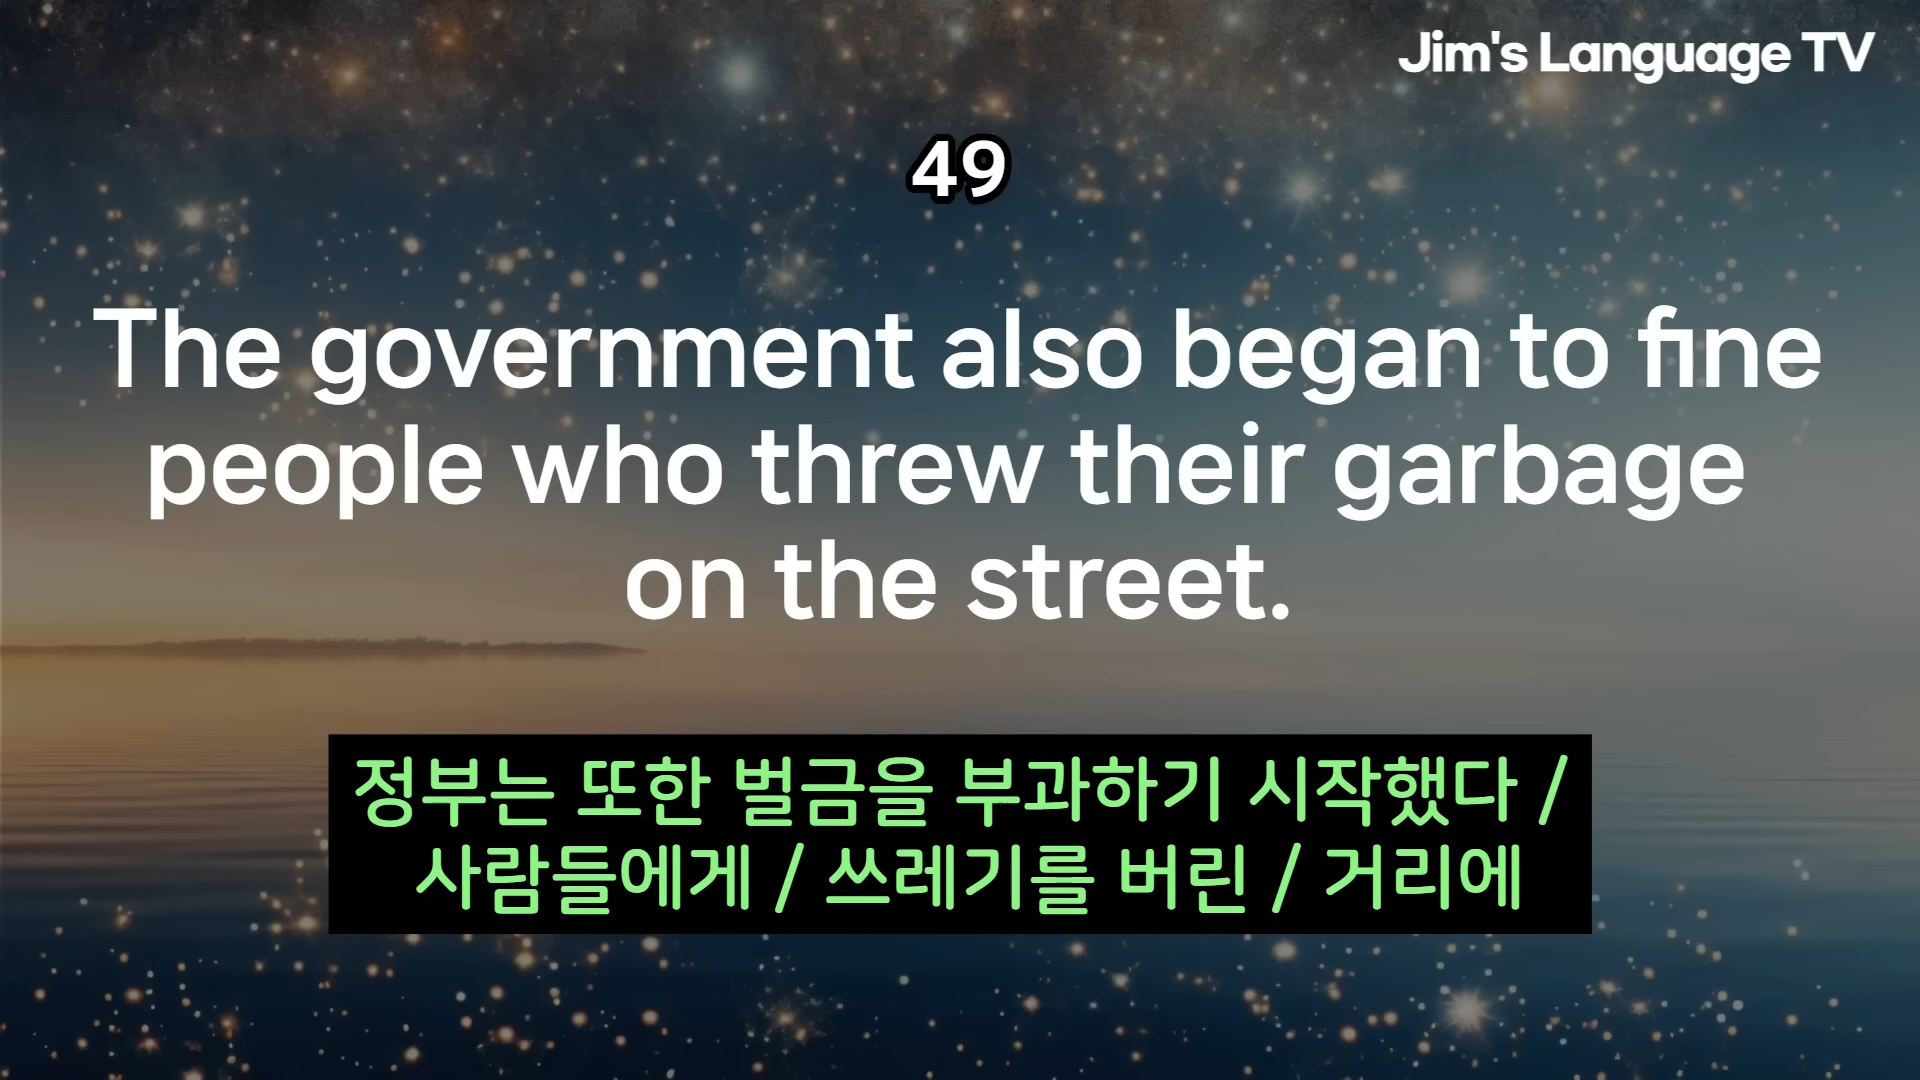 Jim's Language TV
49
The government also began to fine
people who threw their garbage
on the street.
정부는 또한 벌금을 부과하기 시작했다 /
사람들에게 / 쓰레기를 버린 / 거리에